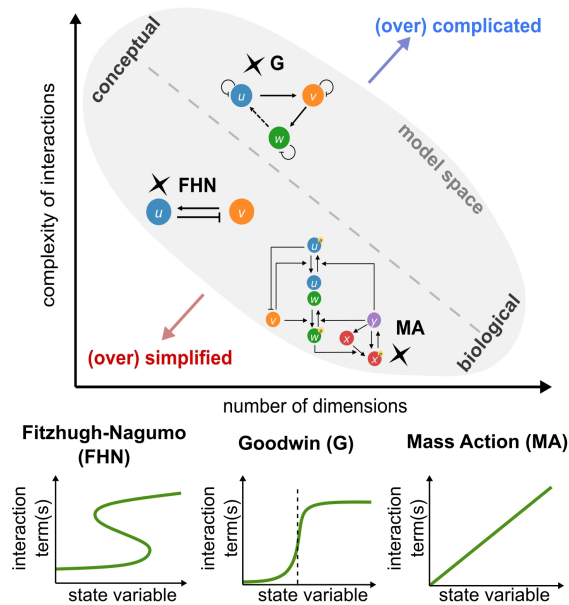 (over) complicated
conceptual
complexity of interactions
G
u
v
w
model space
FHN
u
v
u
u
w
v
w
y
x
x
MA
biological
(over) simplified
number of dimensions
Fitzhugh-Nagumo
(FHN)
interaction
term(s)
state variable
Goodwin (G)
interaction
term(s)
state variable
Mass Action (MA)
interaction
term(s)
state variable